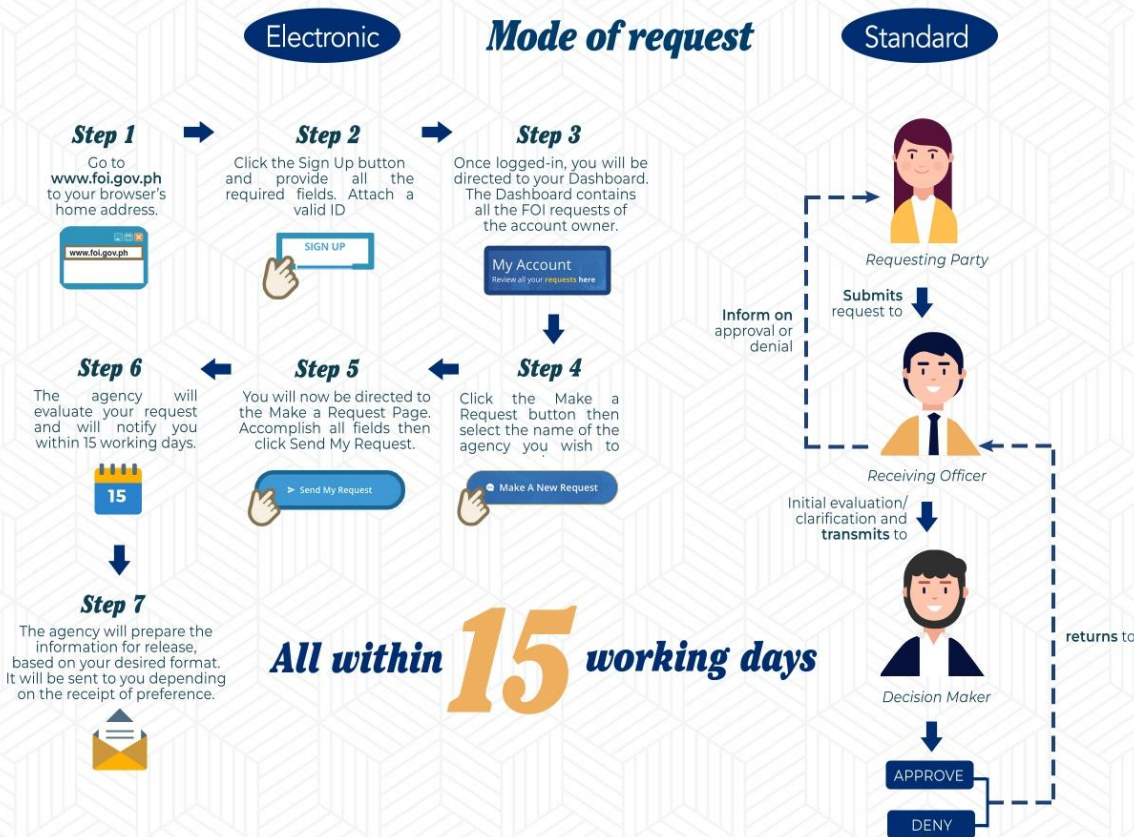 Electronic
Mode of request
Standard
Step 1
Go to
www.foi.gov.ph
to your browser's
home address.
www.foi.gov.ph
Step 2
Click the Sign Up button
and provide all the
required fields. Attach a
valid ID
SIGN UP
Step 3
Once logged-in, you will be
directed to your Dashboard.
The Dashboard contains
all the FOI requests of
the account owner.
My Account
Review all your requests here
Step 4
Click the Make a
Request button then
select the name of the
agency you wish to
Make A New Request
Step 5
You will now be directed to
the Make a Request Page.
Accomplish all fields then
click Send My Request.
Send My Request
Step 6
The agency will
evaluate your request
and will notify you
within 15 working days.
15
Step 7
The agency will prepare the
information for release,
based on your desired format.
It will be sent to you depending
on the receipt of preference.
All within 15 working days
Requesting Party
Submits
request to
Inform on
approval or
denial
Receiving Officer
Initial evaluation/
clarification and
transmits to
Decision Maker
returns to
APPROVE
DENY